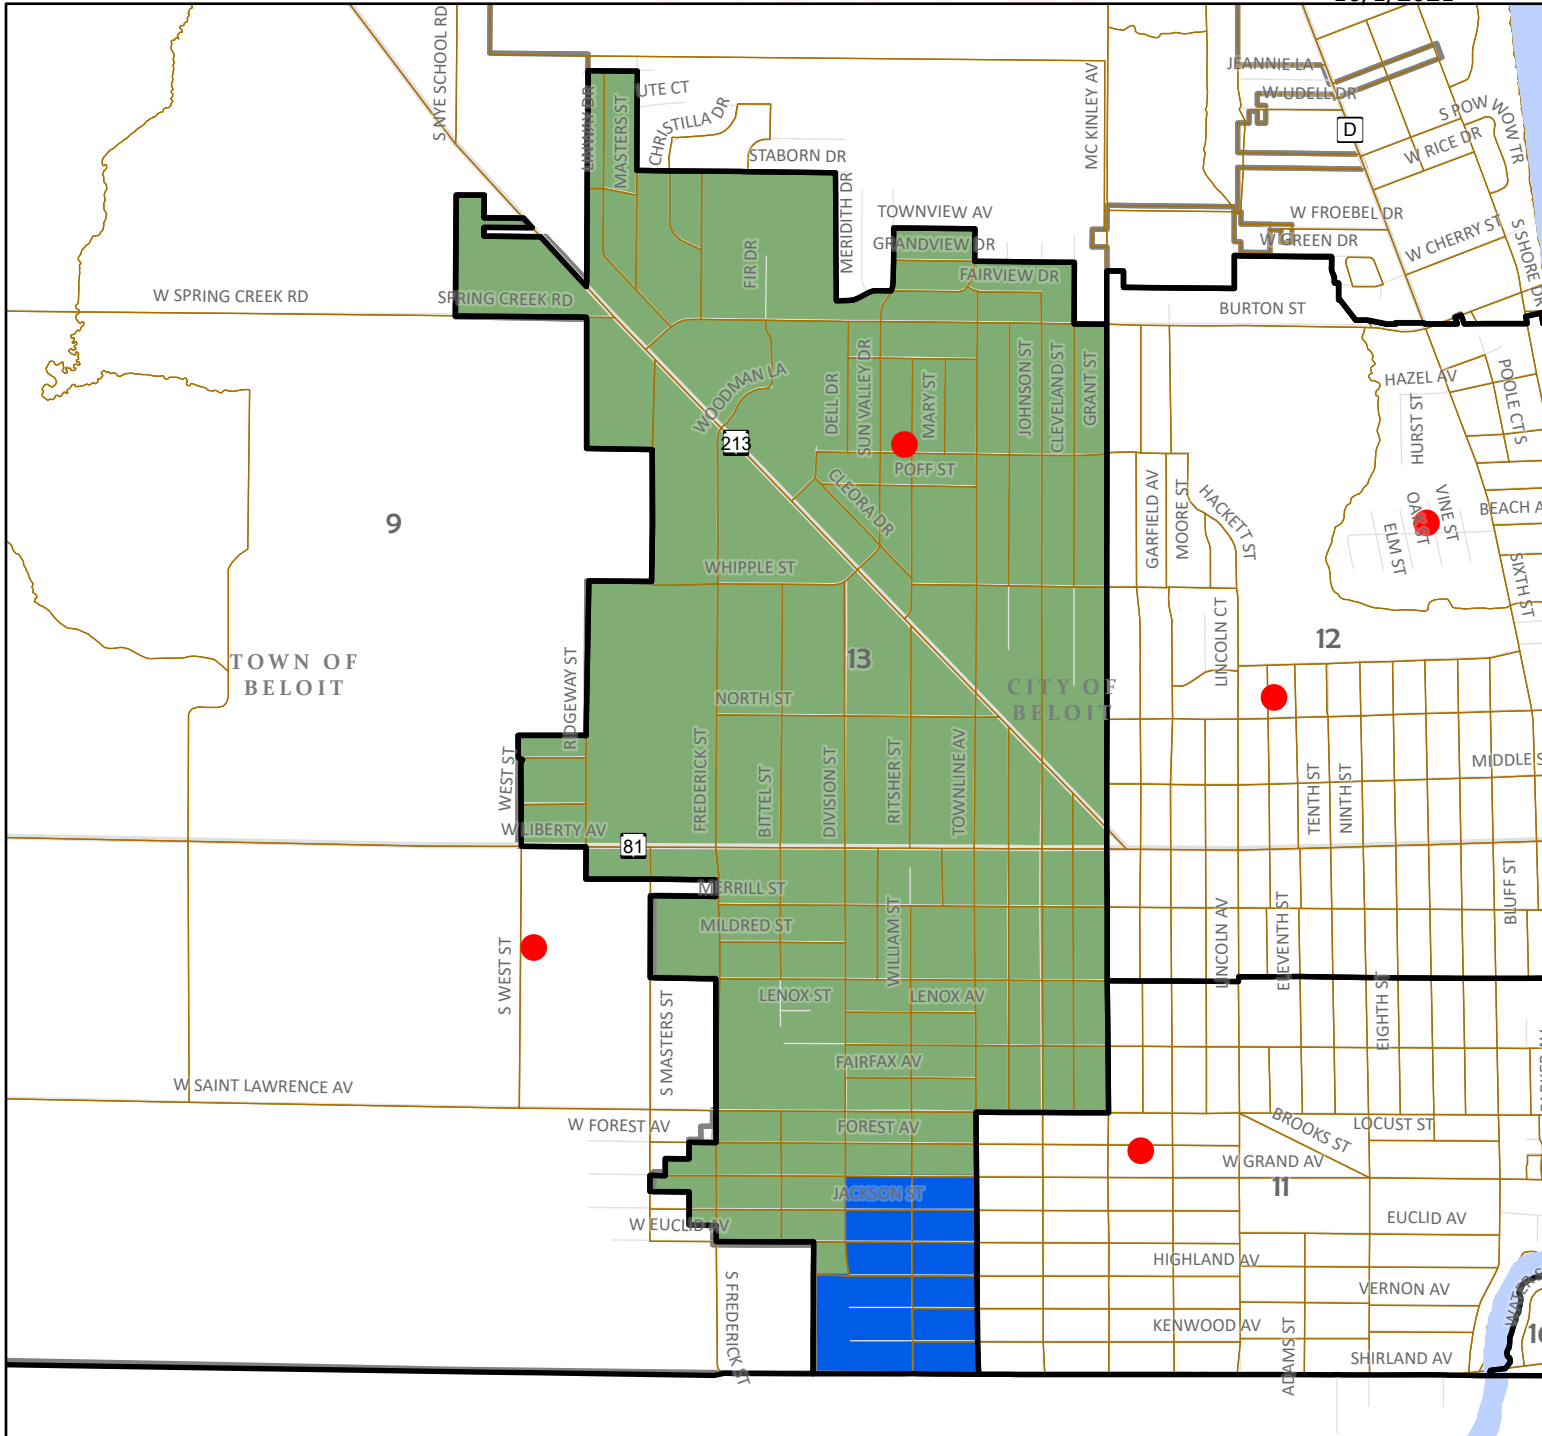 S NYE SCHOOL RD
LINWAY DR
MASTERS ST
UTE CT
CHRISTILLA DR
STABORN DR
MERIDITH DR
MC KINLEY AV
JEANNIE LA
W UDELL DR
D
S POW WOW TR
W RICE DR
TOWNVIEW AV
GRANDVIEW DR
FAIRVIEW DR
FIR DR
W FROEBEL DR
W GREEN DR
W CHERRY ST
S SHORE DR
W SPRING CREEK RD
SPRING CREEK RD
BURTON ST
WOODMAN LA
213
DELL DR
SUN VALLEY DR
MARY ST
JOHNSON ST
CLEVELAND ST
GRANT ST
HAZEL AV
POOLE CT S
HURST ST
POFF ST
CLEORA DR
9
GARFIELD AV
MOORE ST
HACKETT ST
OAK ST
VINE ST
ELM ST
BEACH A
SIXTH ST
WHIPPLE ST
LINCOLN CT
12
13
TOWN OF
BELOIT
CITY OF
BELOIT
RIDGEWAY ST
NORTH ST
WEST ST
FREDERICK ST
BITTEL ST
DIVISION ST
RITSHER ST
TOWNLINE AV
TENTH ST
NINTH ST
MIDDLE S
W LIBERTY AV
81
MERRILL ST
MILDRED ST
WILLIAM ST
LINCOLN AV
ELEVENTH ST
BLUFF ST
S WEST ST
S MASTERS ST
LENOX ST
LENOX AV
EIGHTH ST
FAIRFAX AV
W SAINT LAWRENCE AV
W FOREST AV
FOREST AV
BROOKS ST
LOCUST ST
W GRAND AV
11
JACKSON ST
W EUCLID AV
EUCLID AV
HIGHLAND AV
S FREDERICK ST
VERNON AV
KENWOOD AV
ADAMS ST
SHIRLAND AV